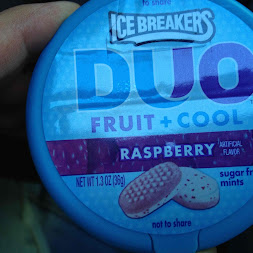 to share
ICE BREAKERS
DUO
FRUIT + COOL
RASPBERRY ARTIFICIAL
FLAVOR
NET WT 1.3 OZ (36g)
sugar fr
mints
not to share